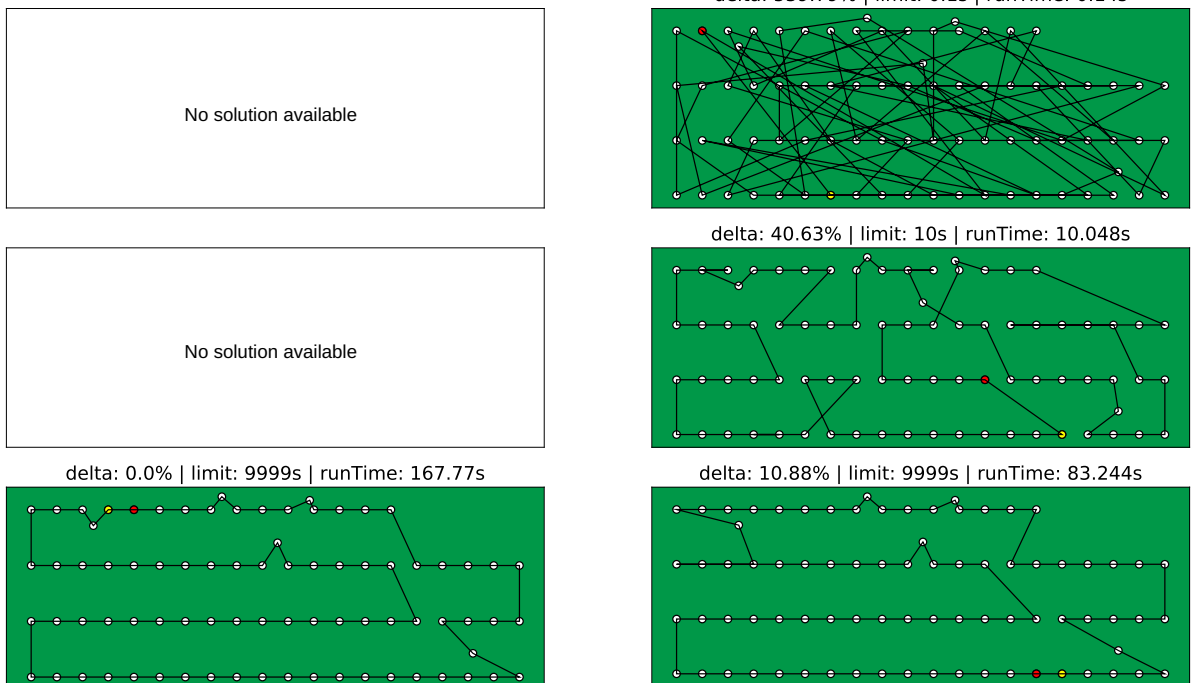 No solution available
delta: 40.63% | limit: 10s | runTime: 10.048s
No solution available
delta: 0.0% | limit: 9999s | runTime: 167.77s
delta: 10.88% | limit: 9999s | runTime: 83.244s